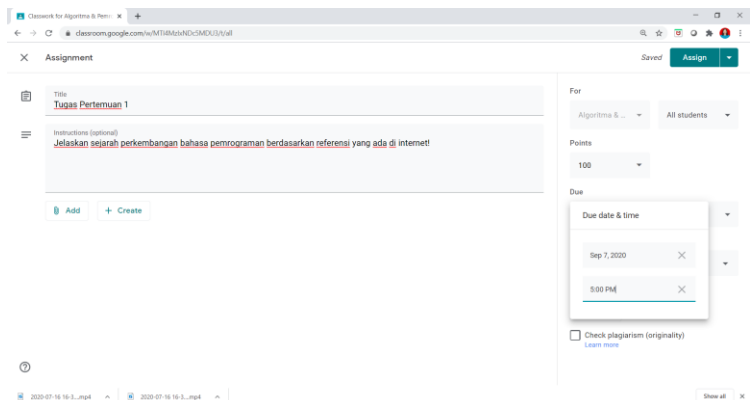 Classwork for Algoritma & Pemr
classroom.google.com/w/MTI4MzIxNDc5MDU3/t/all
Assignment
Saved
Assign
Title
Tugas Pertemuan 1
Instructions (optional)
Jelaskan sejarah perkembangan bahasa pemrograman berdasarkan referensi yang ada di internet!
Add
Create
For
Algoritma & ...
All students
Points
100
Due
Due date & time
Sep 7, 2020
5:00 PM
Check plagiarism (originality)
Learn more
2020-07-16 16-3....mp4
2020-07-16 16-3....mp4
Show all